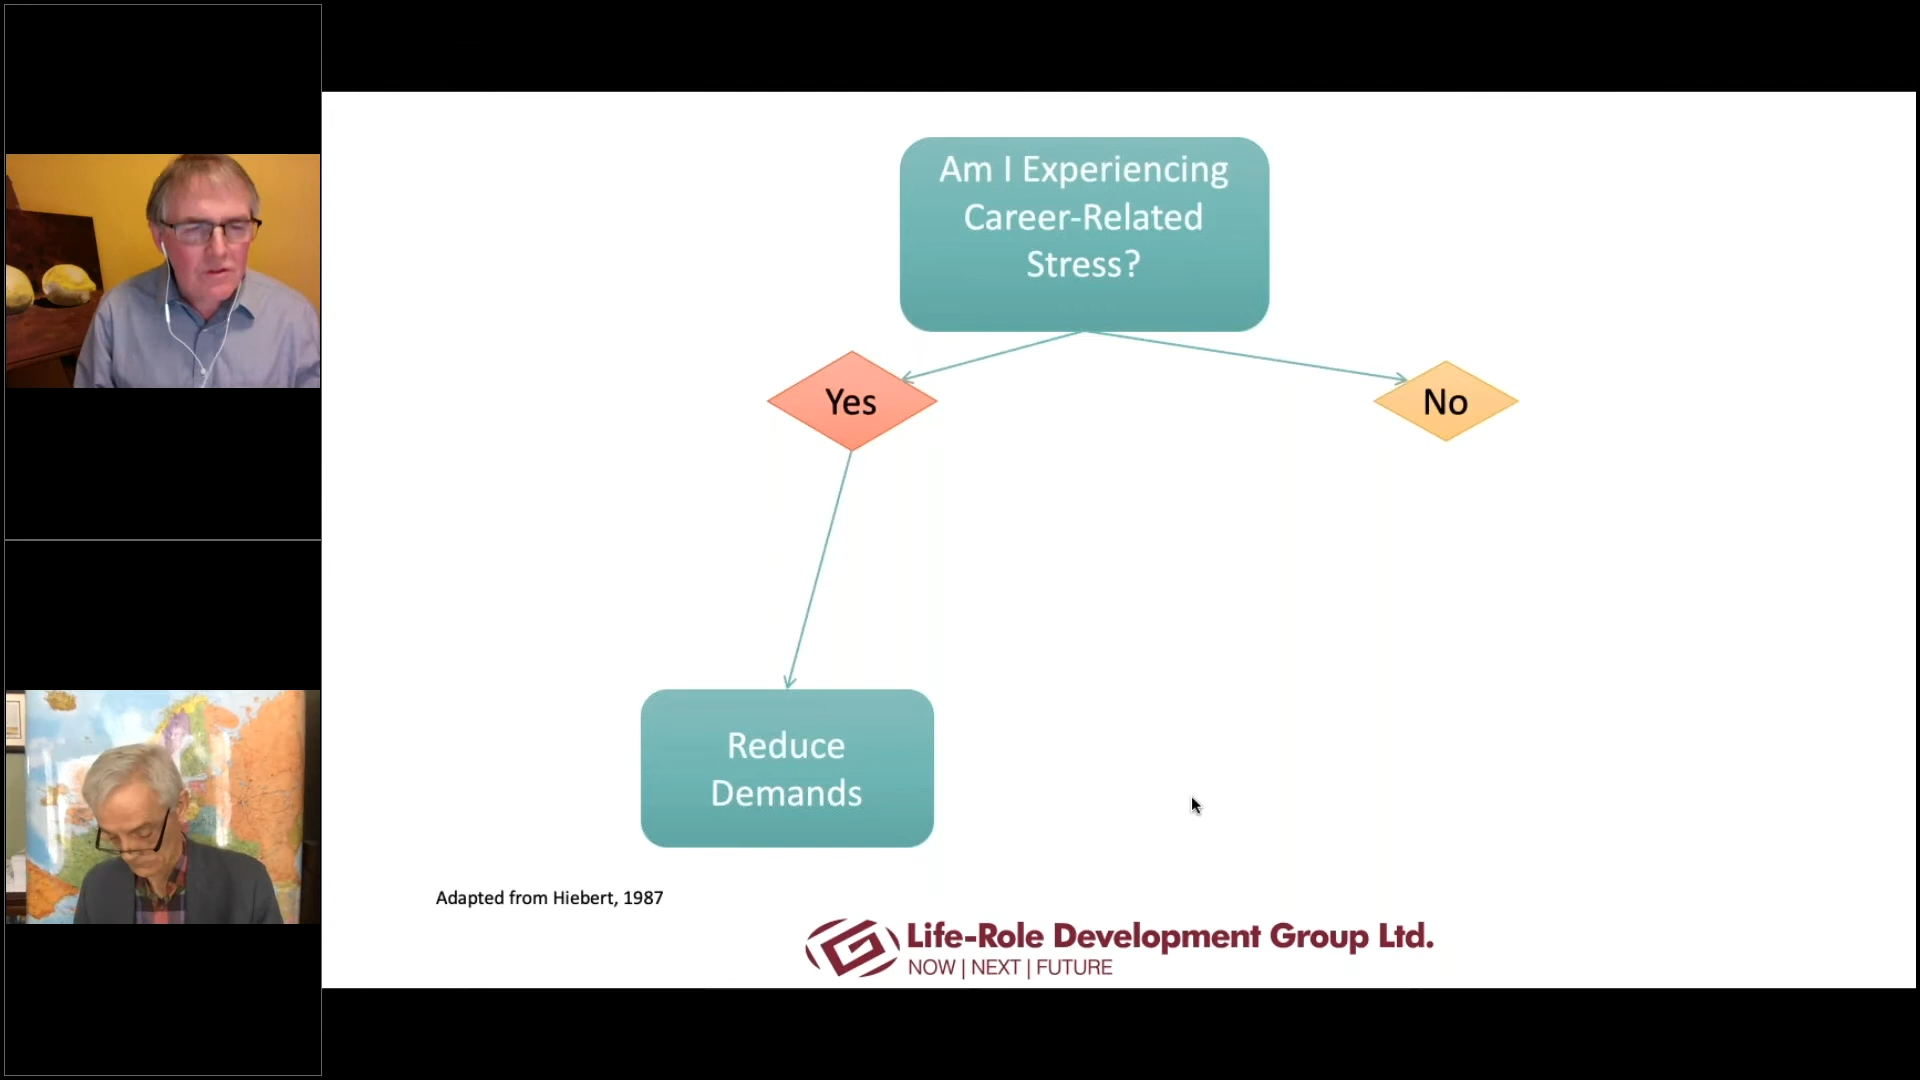 Am I Experiencing
Career-Related
Stress?
Yes
No
Reduce
Demands
Adapted from Hiebert, 1987
Life-Role Development Group Ltd.
NOW | NEXT | FUTURE